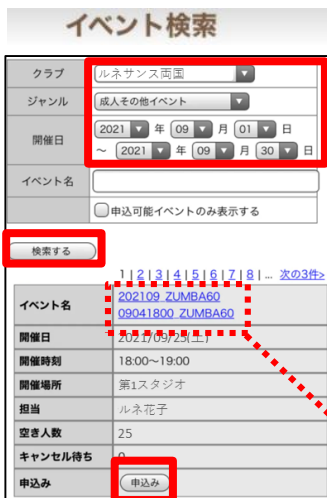 イベント検索
クラブ ルネサンス両国
ジャンル 成人その他イベント
開催日 2021 年 09 月 01 日
～ 2021 年 09 月 30 日
イベント名
申込可能イベントのみ表示する
検索する
1 | 2 | 3 | 4 | 5 | 6 | 7 | 8 | ... 次の3件>
イベント名 202109_ZUMBA60
09041800_ZUMBA60
開催日 2021/09/25(土)
開催時刻 18:00～19:00
開催場所 第1スタジオ
担当 ルネ花子
空き人数 25
キャンセル待ち 0
申込み 申込み